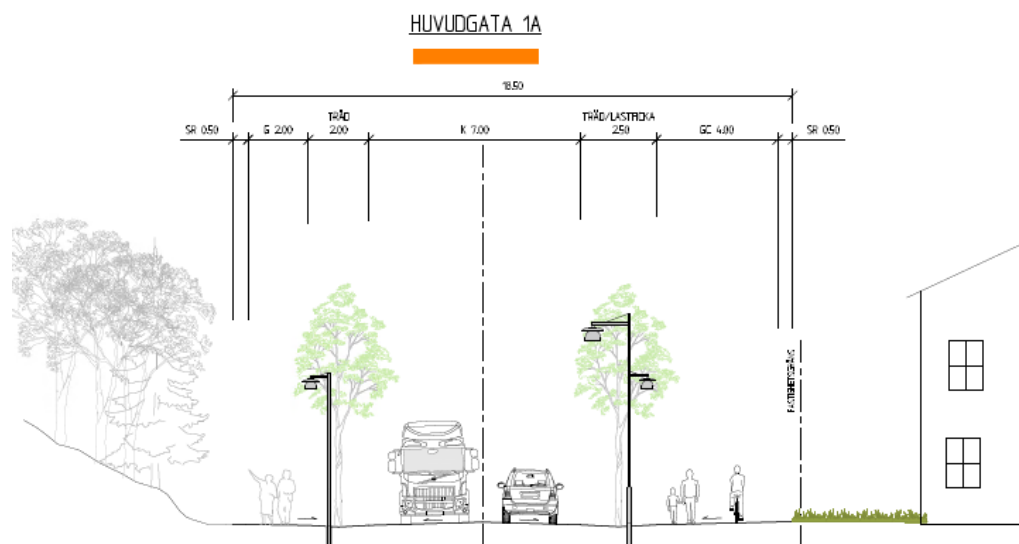 HUVUDGATA 1A
18.50
TRÄD
TRÄD/LASTFICKA
SR 0.50
G 2.00
2.00
K 7.00
2.50
GC 4.00
SR 0.50
FASTIGHETSGRÄNS